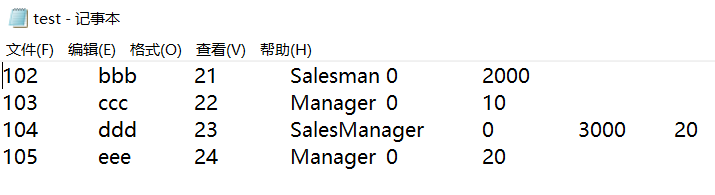 test - 记事本
文件(F) 编辑(E) 格式(O) 查看(V) 帮助(H)
102 bbb 21 Salesman 0 2000
103 ccc 22 Manager 0 10
104 ddd 23 SalesManager 0 3000 20
105 eee 24 Manager 0 20